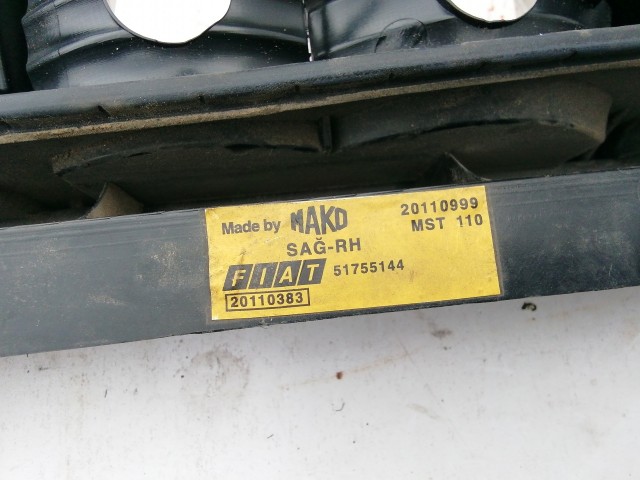 Made by MAKO 20110999
SAĞ-RH MST 110
FIAT 51755144
20110383